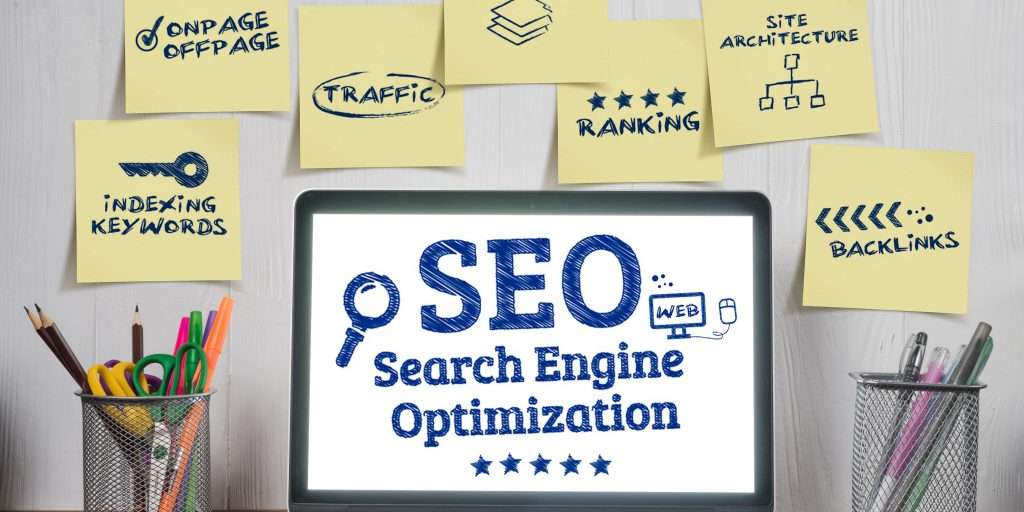 ONPAGE
OFFPAGE
TRAFFIC
RANKING
SITE
ARCHITECTURE
INDEXING
KEYWORDS
BACKLINKS
SEO
WEB
Search Engine
Optimization